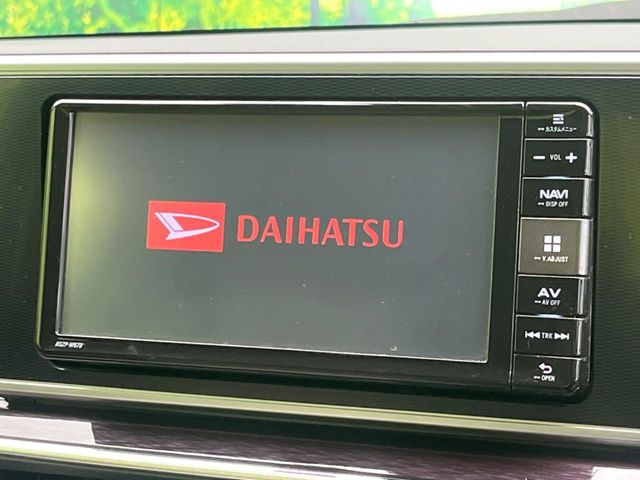 カスタムメニュー
− VOL +
NAVI
DISP OFF
V.ADJUST
DAIHATSU
AV
AV OFF
TRK
OPEN